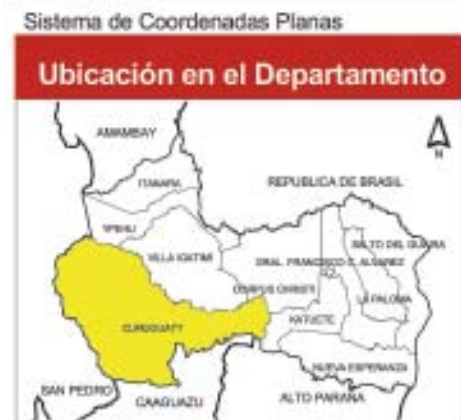 Sistema de Coordenadas Planas
Ubicación en el Departamento
AMAMBAY
N
ITANARA
REPUBLICA DE BRASIL
YPEHU
SALTO DEL GUAIRA
VILLA YGATIMI
GRAL. FRANCISCO C. ALVAREZ
CORPUS CHRISTI
LA PALOMA
CURUGUATY
KATUETE
NUEVA ESPERANZA
SAN PEDRO
ALTO PARANA
CAAGUAZU